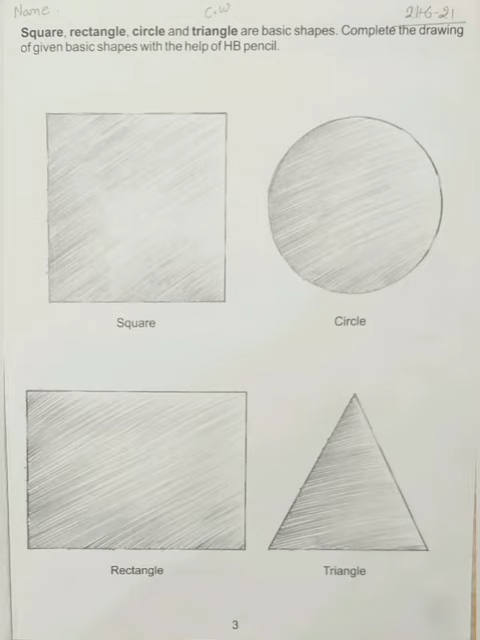 Name.
C.W
21-6-21
Square, rectangle, circle and triangle are basic shapes. Complete the drawing
of given basic shapes with the help of HB pencil.
Square
Circle
Rectangle
Triangle
3